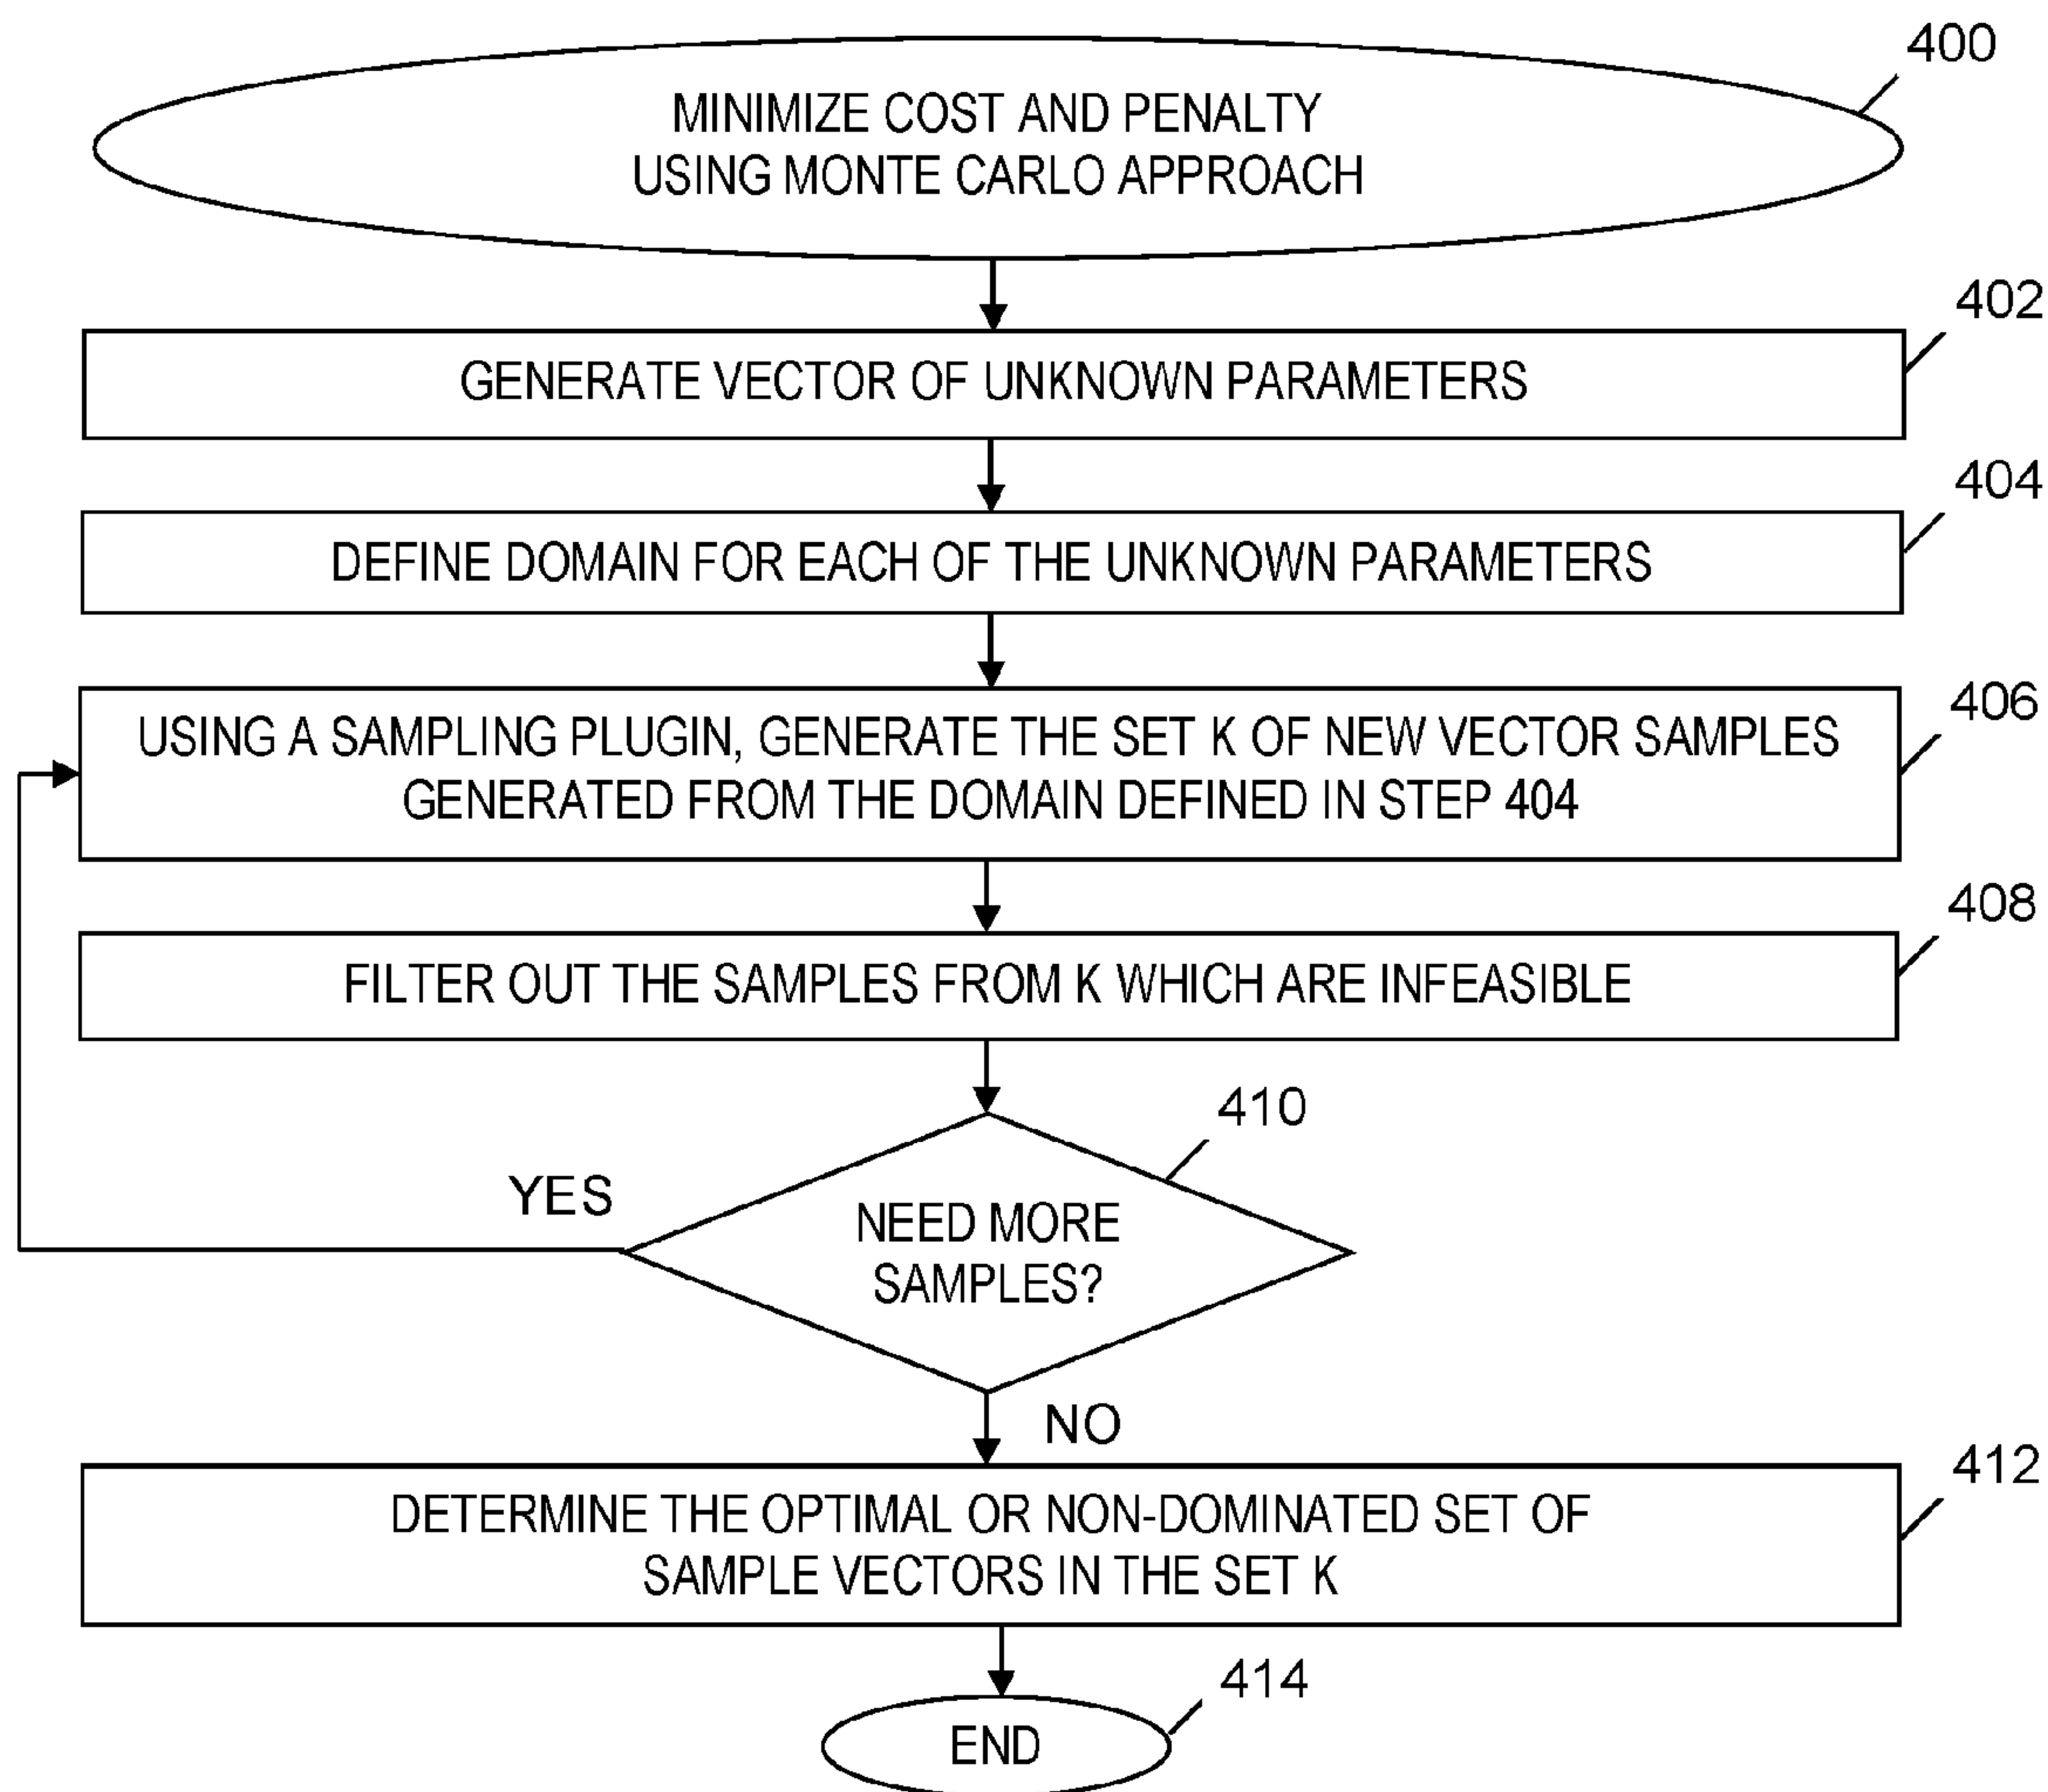 400
MINIMIZE COST AND PENALTY
USING MONTE CARLO APPROACH
402
GENERATE VECTOR OF UNKNOWN PARAMETERS
404
DEFINE DOMAIN FOR EACH OF THE UNKNOWN PARAMETERS
406
USING A SAMPLING PLUGIN, GENERATE THE SET K OF NEW VECTOR SAMPLES
GENERATED FROM THE DOMAIN DEFINED IN STEP 404
408
FILTER OUT THE SAMPLES FROM K WHICH ARE INFEASIBLE
410
YES
NEED MORE
SAMPLES?
NO
412
DETERMINE THE OPTIMAL OR NON-DOMINATED SET OF
SAMPLE VECTORS IN THE SET K
414
END